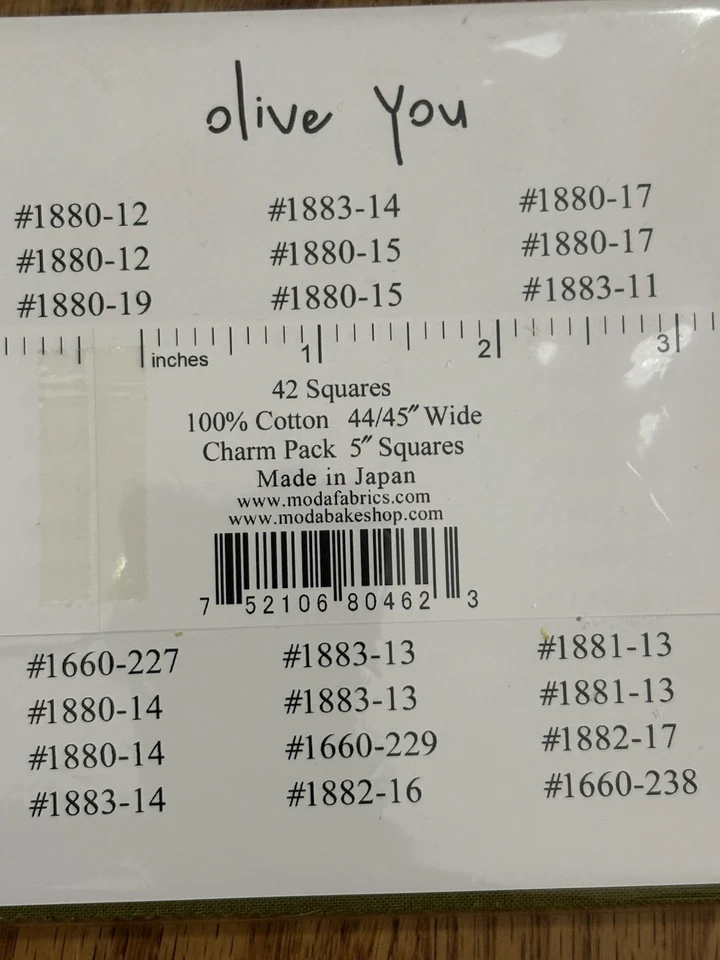 olive you
#1880-12 #1883-14 #1880-17
#1880-12 #1880-15 #1880-17
#1880-19 #1880-15 #1883-11
inches 1 2 3
42 Squares
100% Cotton 44/45″ Wide
Charm Pack 5″ Squares
Made in Japan
www.modafabrics.com
www.modabakeshop.com
7 52106 80462 3
#1660-227 #1883-13 #1881-13
#1880-14 #1883-13 #1881-13
#1880-14 #1660-229 #1882-17
#1883-14 #1882-16 #1660-238